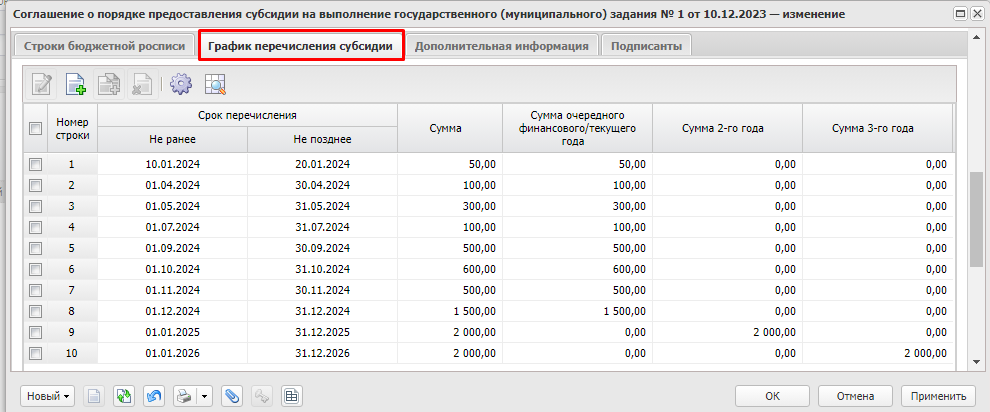 Соглашение о порядке предоставления субсидии на выполнение государственного (муниципального) задания № 1 от 10.12.2023 — изменение
Строки бюджетной росписи График перечисления субсидии Дополнительная информация Подписанты
Номер строки Срок перечисления Сумма Сумма очередного финансового/текущего года Сумма 2-го года Сумма 3-го года
Не ранее Не позднее
1 10.01.2024 20.01.2024 50,00 50,00 0,00 0,00
2 01.04.2024 30.04.2024 100,00 100,00 0,00 0,00
3 01.05.2024 31.05.2024 300,00 300,00 0,00 0,00
4 01.07.2024 31.07.2024 100,00 100,00 0,00 0,00
5 01.09.2024 30.09.2024 500,00 500,00 0,00 0,00
6 01.10.2024 31.10.2024 600,00 600,00 0,00 0,00
7 01.11.2024 30.11.2024 500,00 500,00 0,00 0,00
8 01.12.2024 31.12.2024 1 500,00 1 500,00 0,00 0,00
9 01.01.2025 31.12.2025 2 000,00 0,00 2 000,00 0,00
10 01.01.2026 31.12.2026 2 000,00 0,00 0,00 2 000,00
Новый ОК Отмена Применить